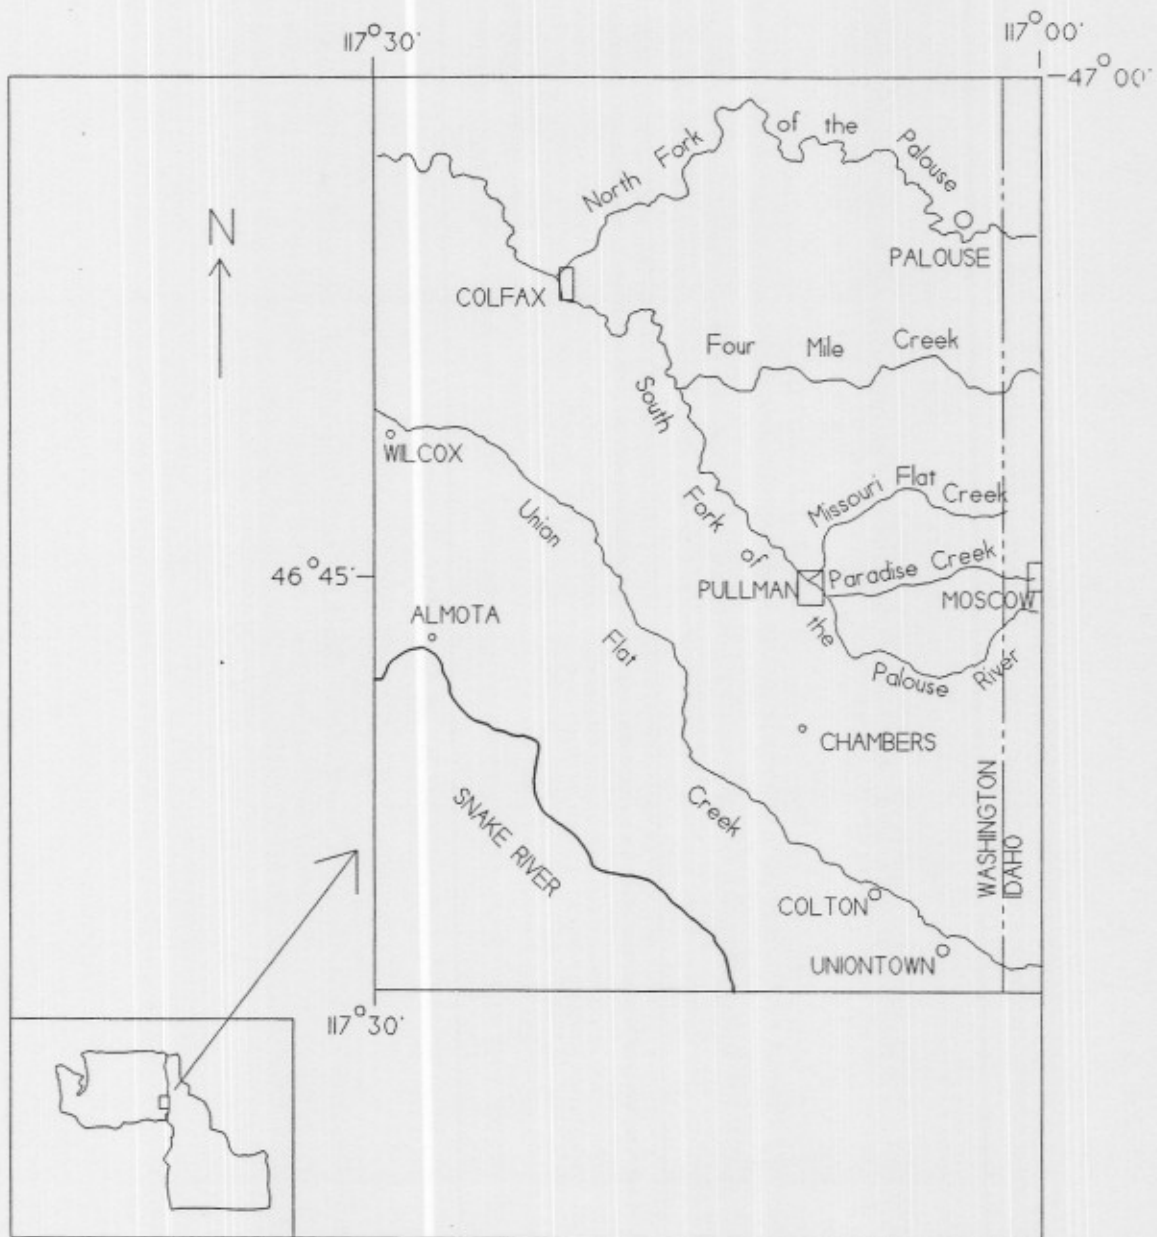 117°30'
117°00'
47°00'
N
North Fork of the Palouse
PALOUSE
COLFAX
Four Mile Creek
South Fork of the Palouse River
WILCOX
Union Flat Creek
Missouri Flat Creek
46°45'
Paradise Creek
PULLMAN
MOSCOW
ALMOTA
CHAMBERS
SNAKE RIVER
WASHINGTON
IDAHO
COLTON
UNIONTOWN
117°30'